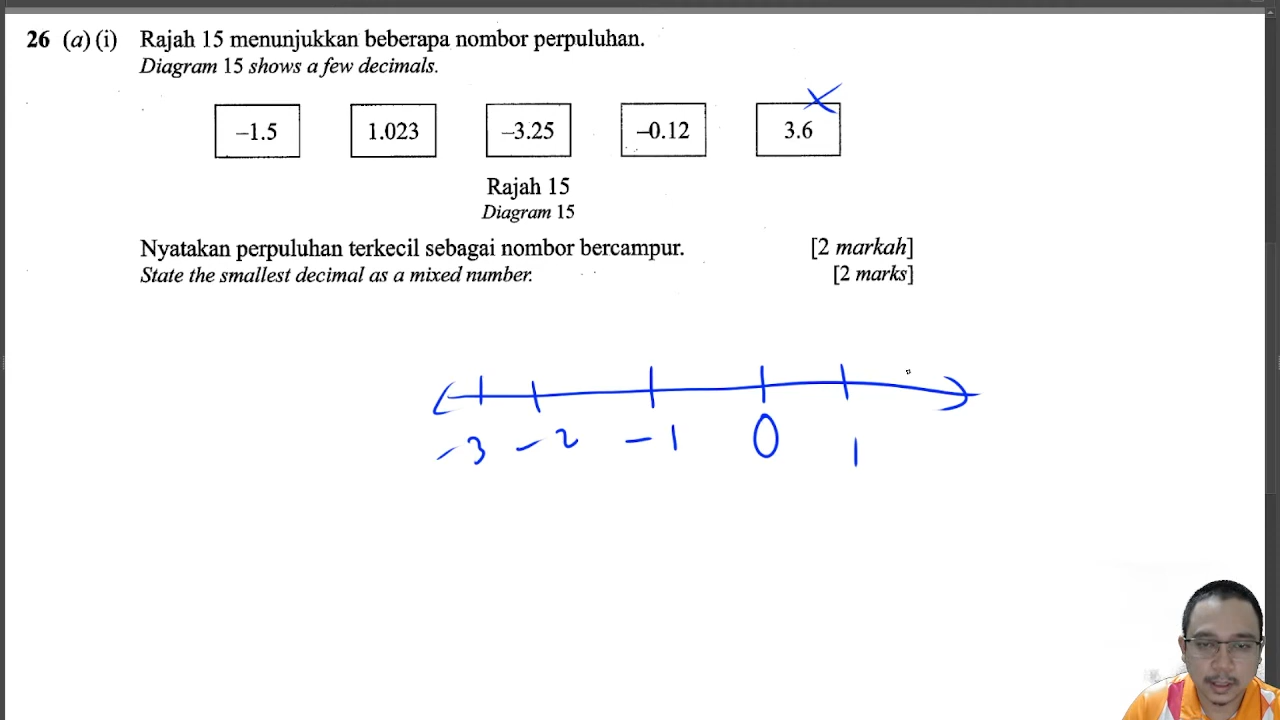 26 (a) (i) Rajah 15 menunjukkan beberapa nombor perpuluhan.
Diagram 15 shows a few decimals.
–1.5 1.023 –3.25 –0.12 3.6
Rajah 15
Diagram 15
Nyatakan perpuluhan terkecil sebagai nombor bercampur. [2 markah]
State the smallest decimal as a mixed number. [2 marks]
-3 -2 -1 0 1